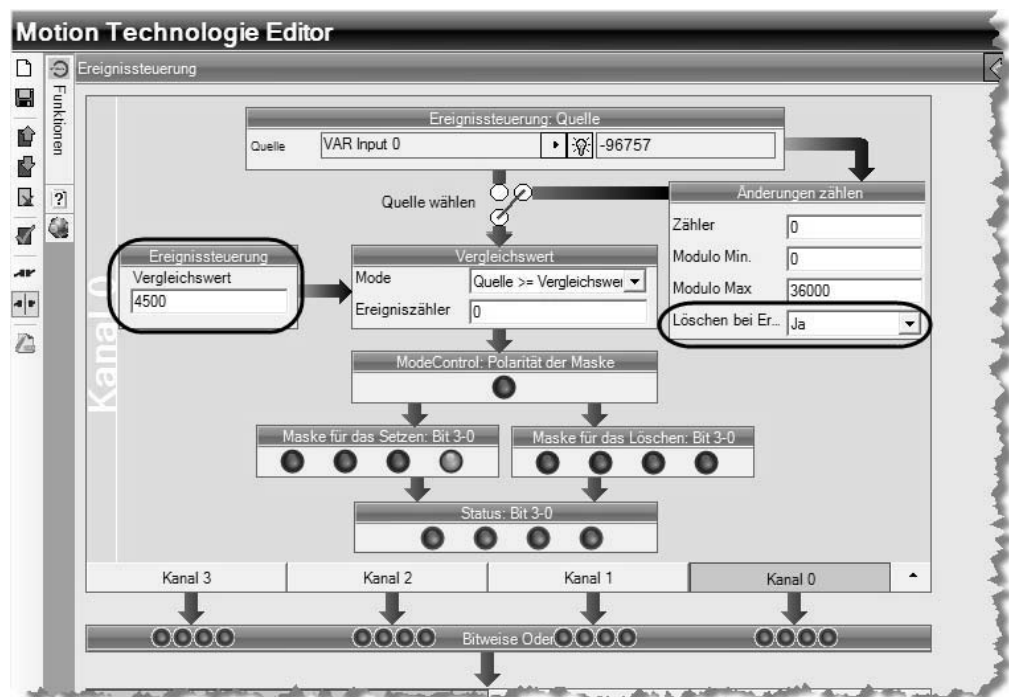 Motion Technologie Editor
Funktionen
Ereignissteuerung
Kanal 0
Ereignissteuerung: Quelle
Quelle VAR Input 0 -96757
Quelle wählen
Änderungen zählen
Zähler 0
Modulo Min. 0
Modulo Max 36000
Löschen bei Er... Ja
Ereignissteuerung
Vergleichswert
4500
Vergleichswert
Mode Quelle >= Vergleichswer
Ereigniszähler 0
ModeControl: Polarität der Maske
Maske für das Setzen: Bit 3-0
Maske für das Löschen: Bit 3-0
Status: Bit 3-0
Kanal 3 Kanal 2 Kanal 1 Kanal 0
Bitweise Oder